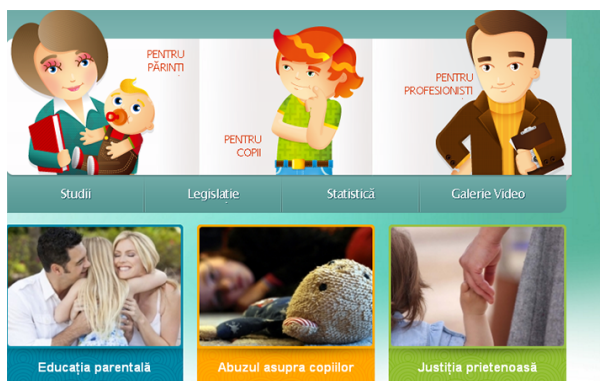 PENTRU
PĂRINȚI
PENTRU
COPII
PENTRU
PROFESIONIȘTI
Studii
Legislație
Statistică
Galerie Video
Educația parentală
Abuzul asupra copiilor
Justiția prietenoasă